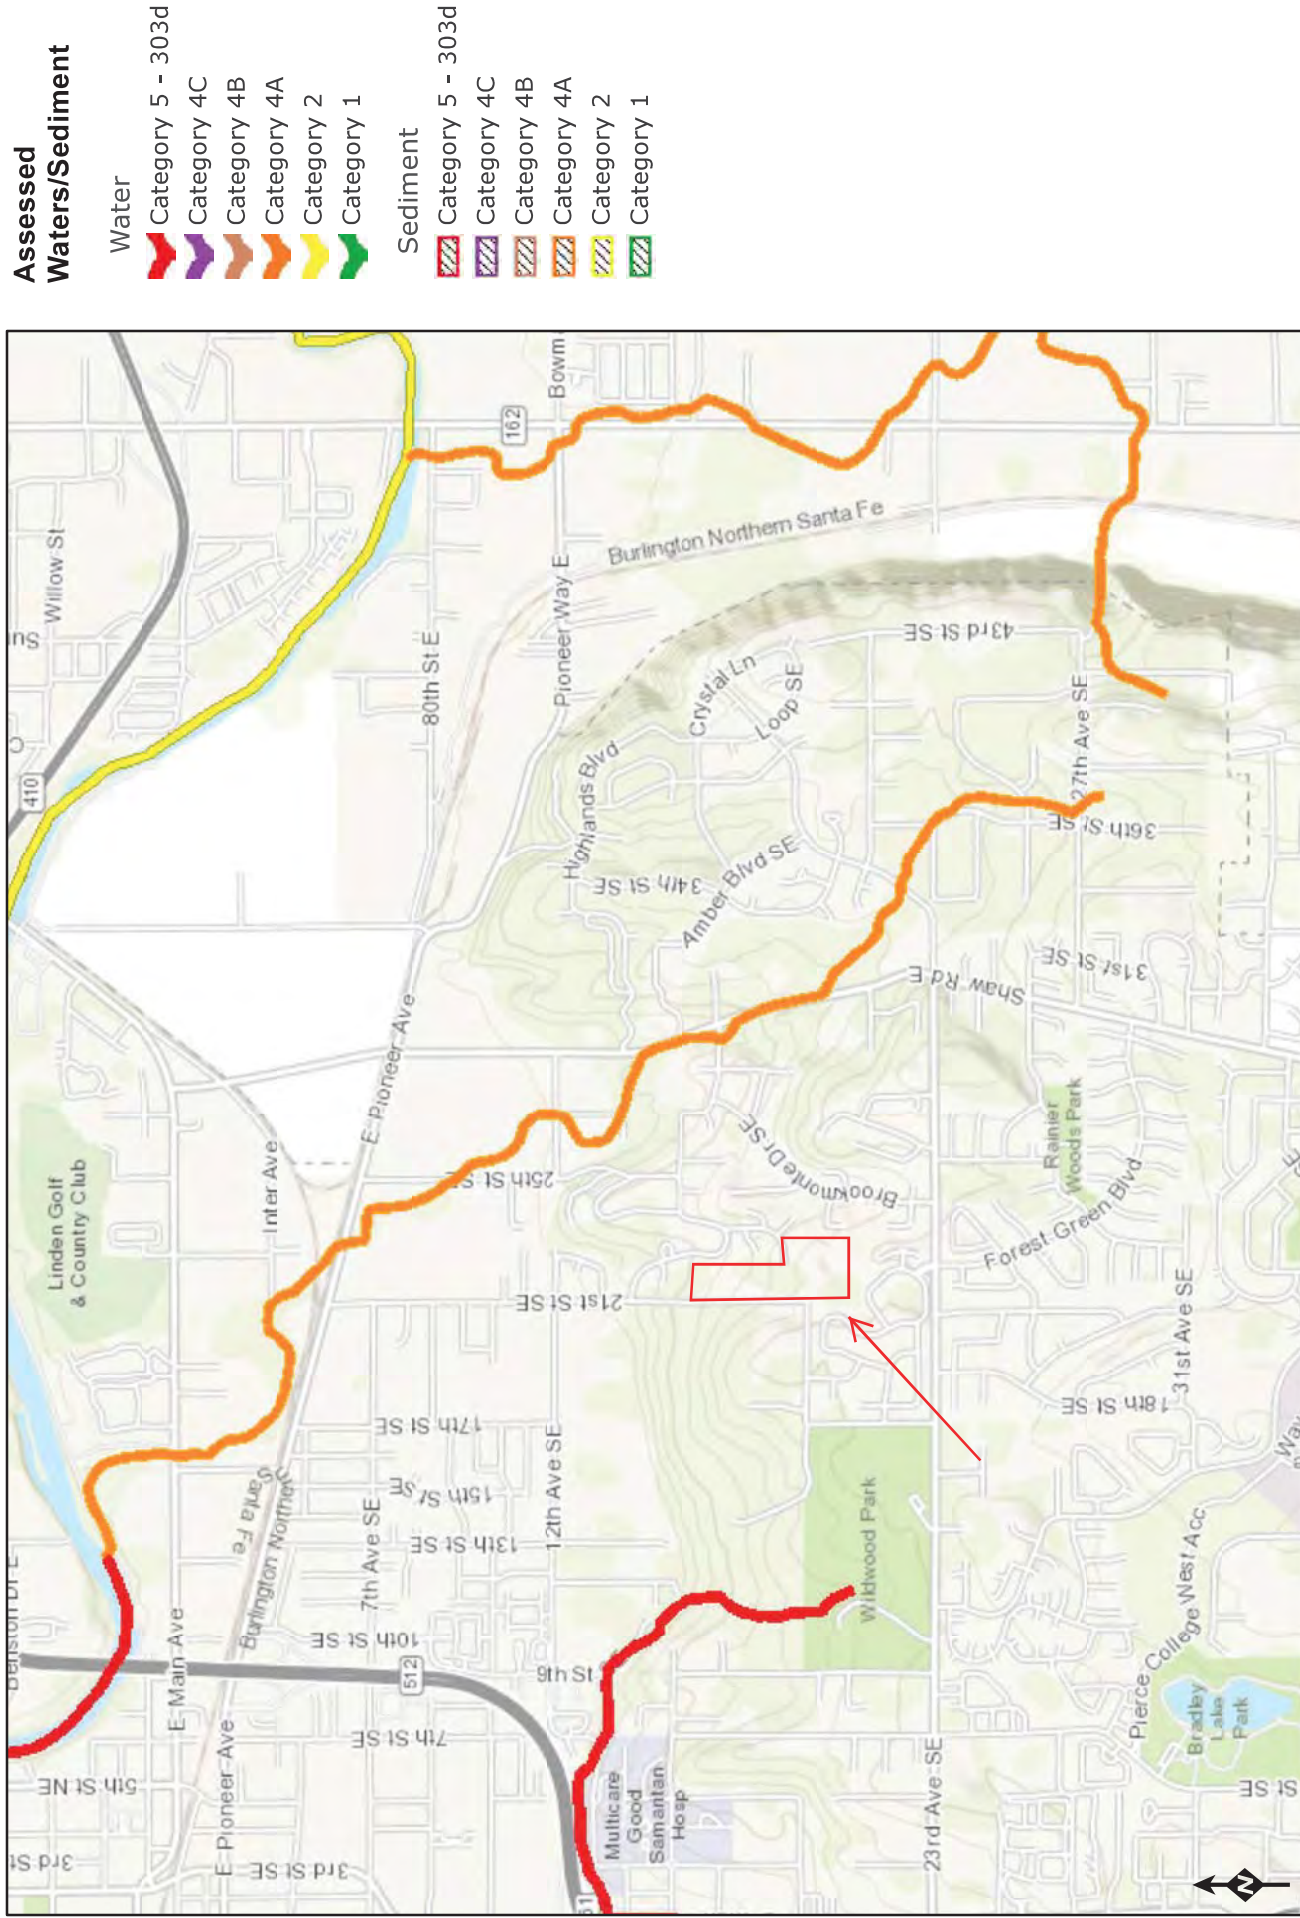 Assessed
Waters/Sediment
Water
Category 5 - 303d
Category 4C
Category 4B
Category 4A
Category 2
Category 1
Sediment
Category 5 - 303d
Category 4C
Category 4B
Category 4A
Category 2
Category 1
Willow St
410
162
Bowm
80th St E
Pioneer Way E
Burlington Northern Santa Fe
Highlands Blvd
Crystal Ln
Loop SE
43rd St SE
34th St SE
Amber Blvd SE
27th Ave SE
36th St SE
31st St SE
Shaw Rd E
Linden Golf
& Country Club
Inter Ave
E Pioneer Ave
25th St SE
21st St SE
Brookmonte Dr SE
Rainier
Woods Park
Forest Green Blvd
31st Ave SE
18th St SE
17th St SE
15th St SE
13th St SE
12th Ave SE
7th Ave SE
10th St SE
Burlington Northern
Santa Fe
E Main Ave
512
9th St
7th St SE
5th St NE
E Pioneer Ave
3rd St
3rd St SE
Multicare
Good
Samaritan
Hosp
Wildwood Park
23rd Ave SE
Pierce College West Acc
Bradley
Lake
Park
St SE
Way
N